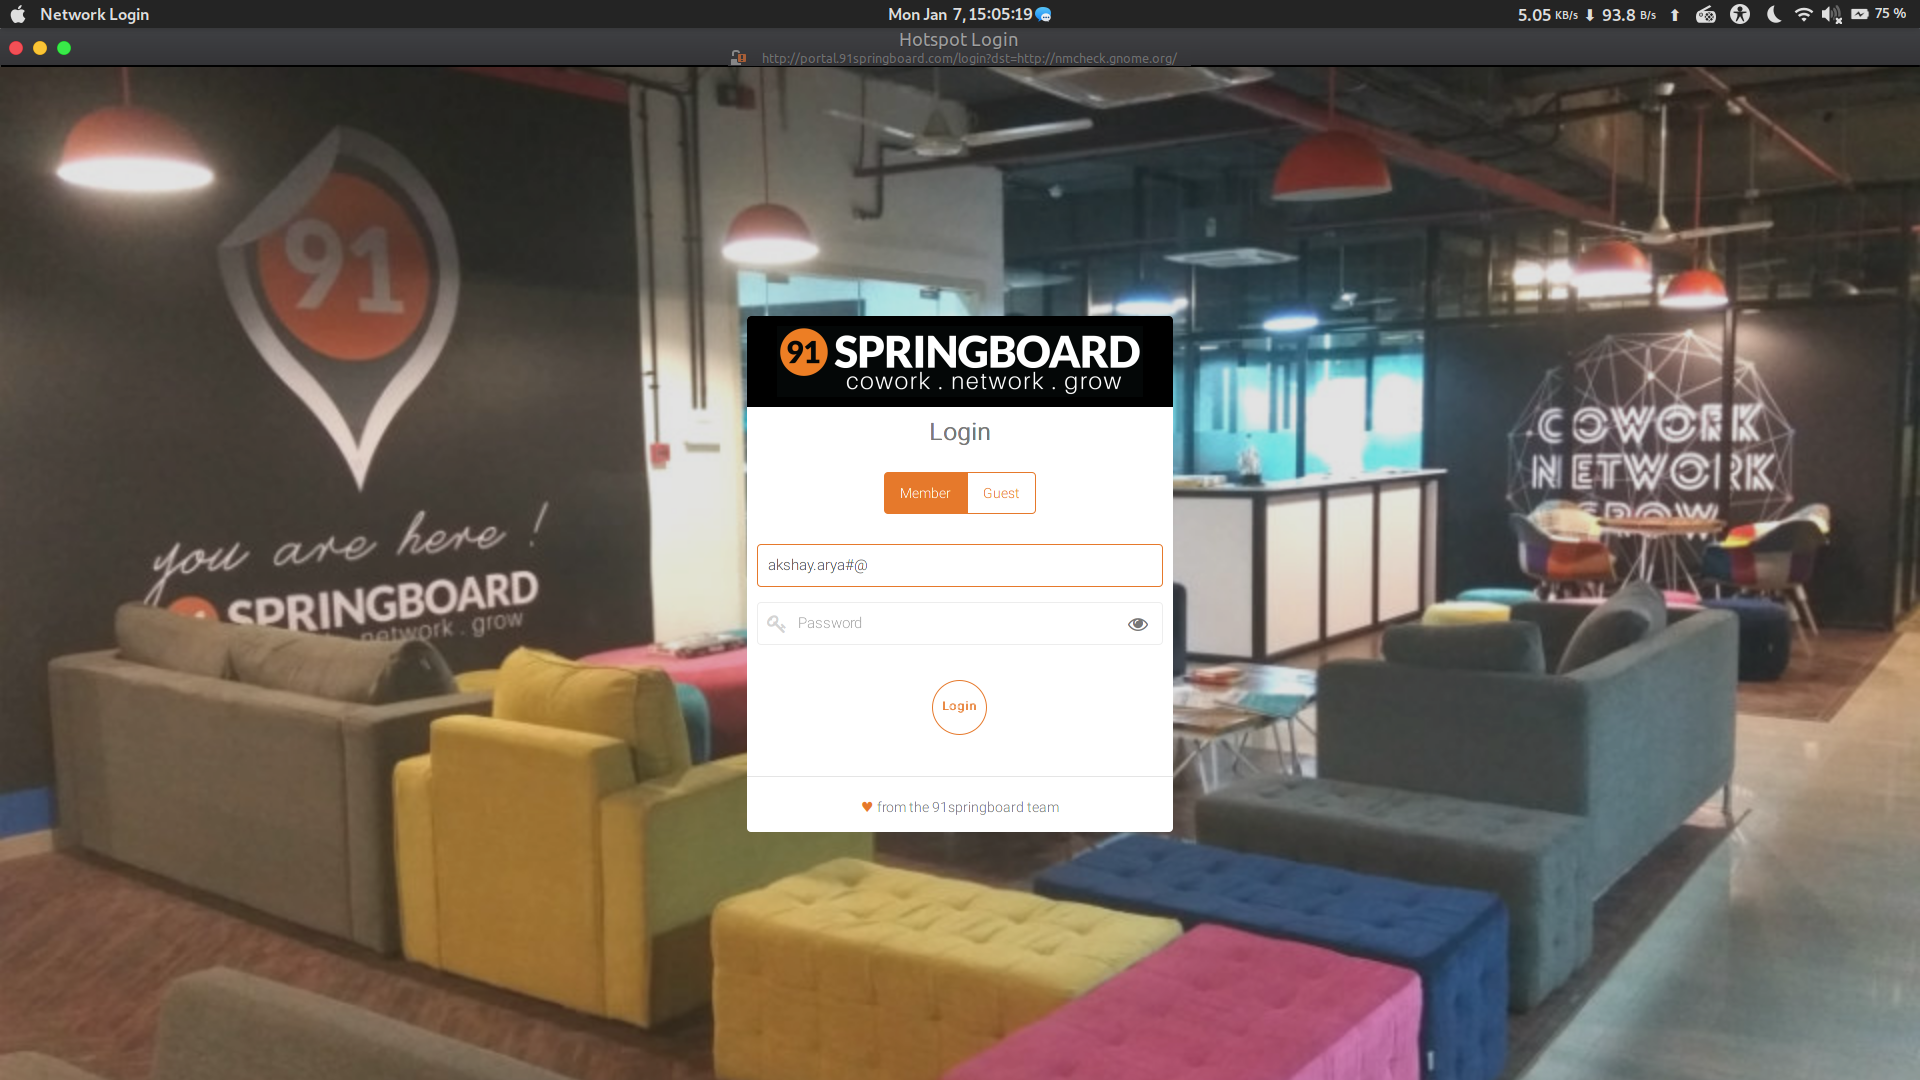 Network Login
Mon Jan 7, 15:05:19
5.05 KB/s ⬇ 93.8 B/s ⬆
75 %
Hotspot Login
http://portal.91springboard.com/login?dst=http://nmcheck.gnome.org/
91
you are here !
SPRINGBOARD
network . grow
91 SPRINGBOARD
cowork . network . grow
Login
Member
Guest
akshay.arya#@
Password
Login
♥ from the 91springboard team
COWORK
NETWORK
GROW